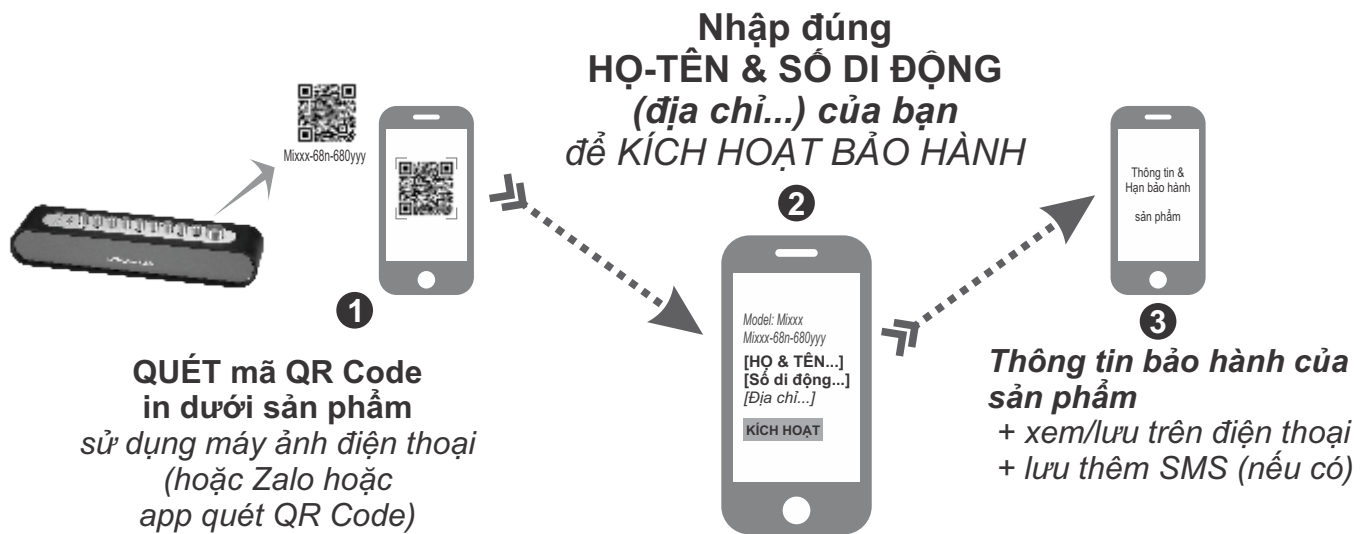 Mixxx-68n-680yyy
1
QUÉT mã QR Code
in dưới sản phẩm
sử dụng máy ảnh điện thoại
(hoặc Zalo hoặc
app quét QR Code)
Nhập đúng
HỌ-TÊN & SỐ DI ĐỘNG
(địa chỉ...) của bạn
để KÍCH HOẠT BẢO HÀNH
2
Model: Mixxx
Mixxx-68n-680yyy
[HỌ & TÊN...]
[Số di động...]
[Địa chỉ...]
KÍCH HOẠT
Thông tin &
Hạn bảo hành
sản phẩm
3
Thông tin bảo hành của
sản phẩm
+ xem/lưu trên điện thoại
+ lưu thêm SMS (nếu có)